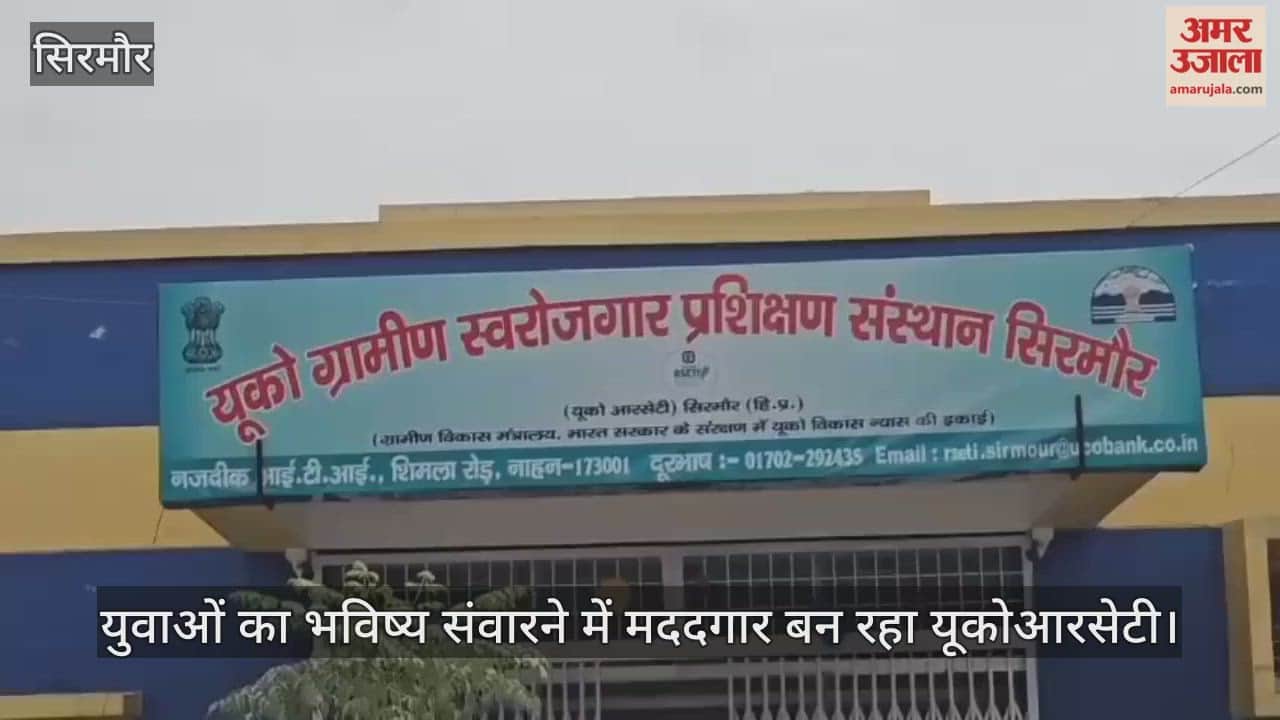 सिरमौर
अमर
उजाला
amarujala.com
यूको ग्रामीण स्वरोजगार प्रशिक्षण संस्थान सिरमौर
(यूको आरसेटी) सिरमौर (हि.प्र.)
(ग्रामीण विकास मंत्रालय, भारत सरकार के संरक्षण में यूको विकास न्यास की इकाई)
नजदीक आई.टी.आई., शिमला रोड़, नाहन-173001 दूरभाष :- 01702-292435 Email : rseti.sirmour@ucobank.co.in
युवाओं का भविष्य संवारने में मददगार बन रहा यूकोआरसेटी।